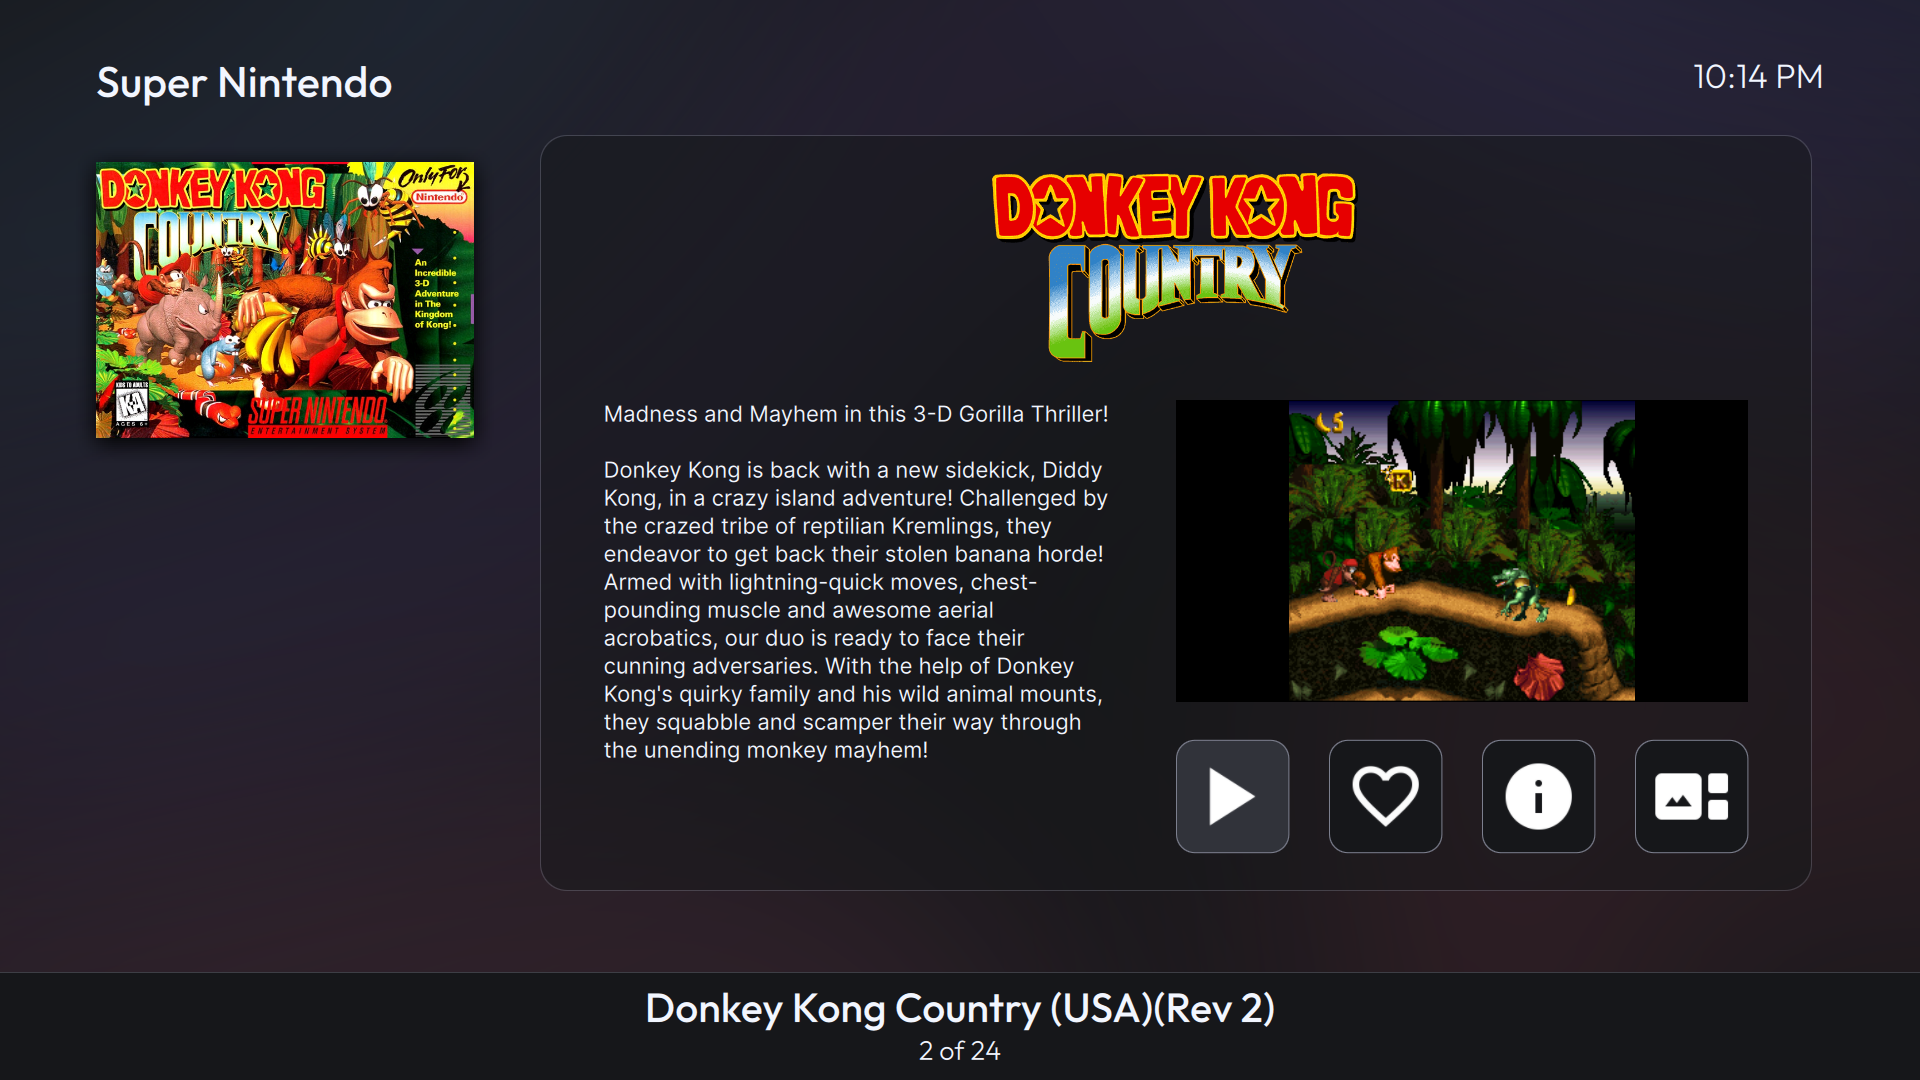 Super Nintendo
10:14 PM
DONKEY KONG
COUNTRY
Only For
Nintendo
An
Incredible
3-D
Adventure
in The
Kingdom
of Kong!
KIDS TO ADULTS
KA
AGES 6+
SUPER NINTENDO
ENTERTAINMENT SYSTEM
DONKEY KONG
COUNTRY
Madness and Mayhem in this 3-D Gorilla Thriller!
Donkey Kong is back with a new sidekick, Diddy
Kong, in a crazy island adventure! Challenged by
the crazed tribe of reptilian Kremlings, they
endeavor to get back their stolen banana horde!
Armed with lightning-quick moves, chest-
pounding muscle and awesome aerial
acrobatics, our duo is ready to face their
cunning adversaries. With the help of Donkey
Kong's quirky family and his wild animal mounts,
they squabble and scamper their way through
the unending monkey mayhem!
5
K
Donkey Kong Country (USA)(Rev 2)
2 of 24